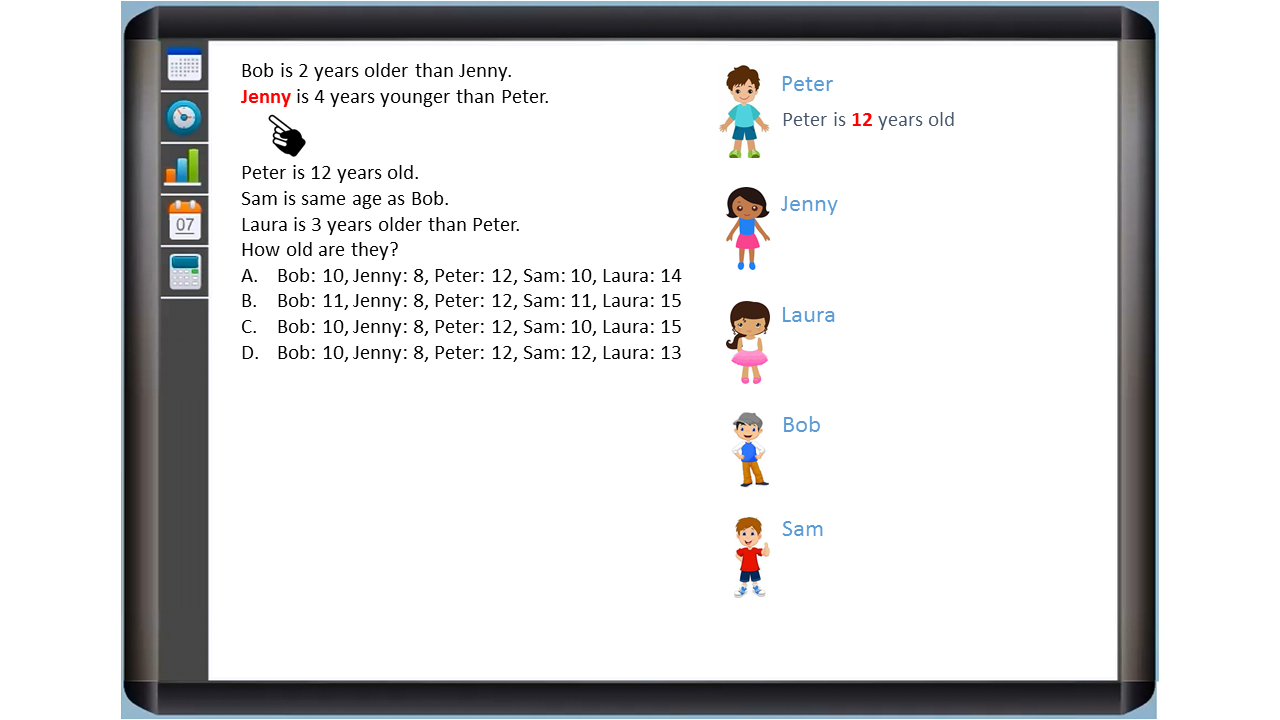 Bob is 2 years older than Jenny.
Jenny is 4 years younger than Peter.
Peter is 12 years old.
Sam is same age as Bob.
Laura is 3 years older than Peter.
How old are they?
A. Bob: 10, Jenny: 8, Peter: 12, Sam: 10, Laura: 14
B. Bob: 11, Jenny: 8, Peter: 12, Sam: 11, Laura: 15
C. Bob: 10, Jenny: 8, Peter: 12, Sam: 10, Laura: 15
D. Bob: 10, Jenny: 8, Peter: 12, Sam: 12, Laura: 13
Peter
Peter is 12 years old
Jenny
Laura
Bob
Sam
07